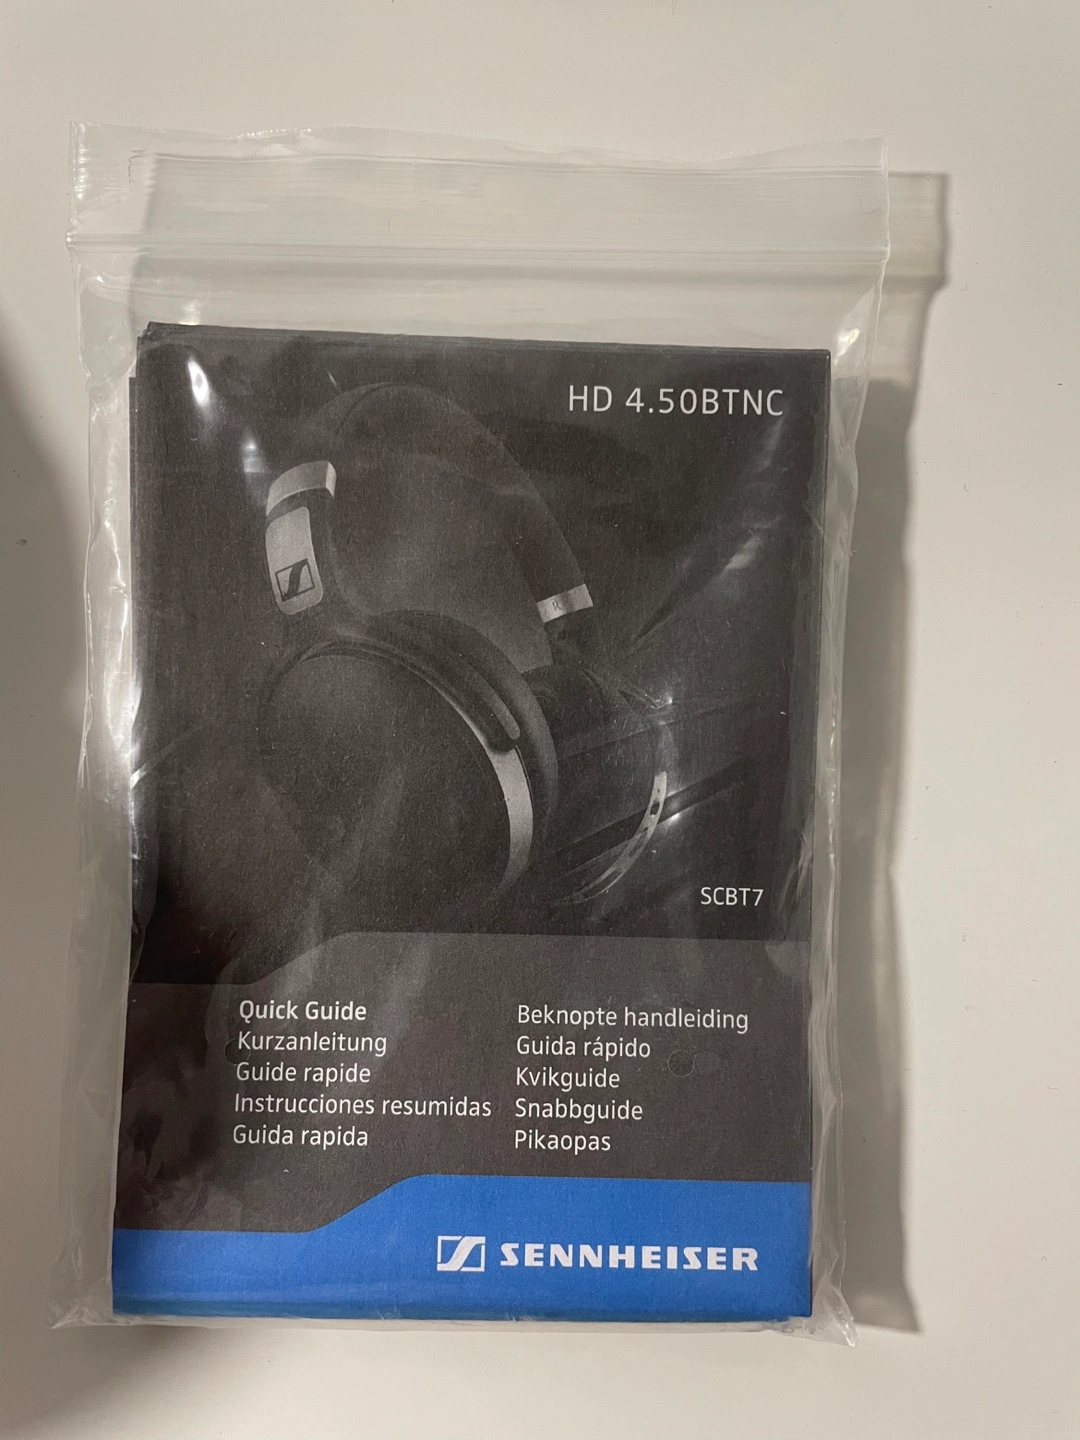 HD 4.50BTNC
R
SCBT7
Quick Guide
Kurzanleitung
Guide rapide
Instrucciones resumidas
Guida rapida
Beknopte handleiding
Guida rápido
Kvikguide
Snabbguide
Pikaopas
SENNHEISER